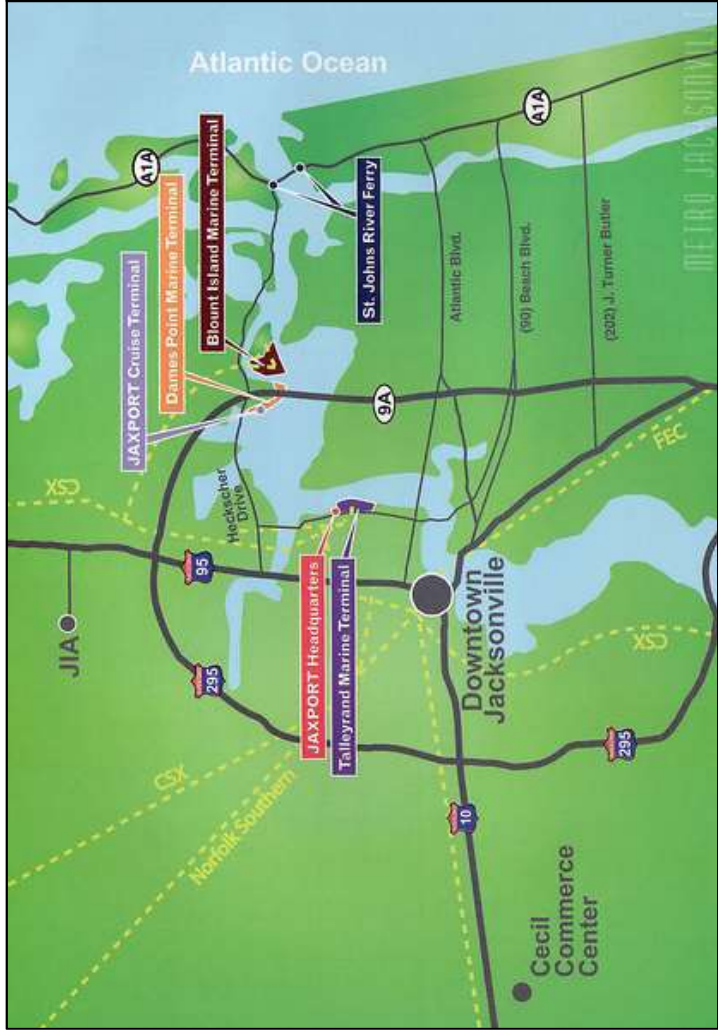 METRO JACKSONVILLE
Atlantic Ocean
A1A
A1A
JAXPORT Cruise Terminal
Dames Point Marine Terminal
Blount Island Marine Terminal
St. Johns River Ferry
Atlantic Blvd.
(90) Beach Blvd.
(202) J. Turner Butler
9A
CSX
Heckscher
Drive
FEC
95
JIA
JAXPORT Headquarters
Talleyrand Marine Terminal
Downtown
Jacksonville
CSX
295
295
CSX
Norfolk Southern
10
Cecil
Commerce
Center